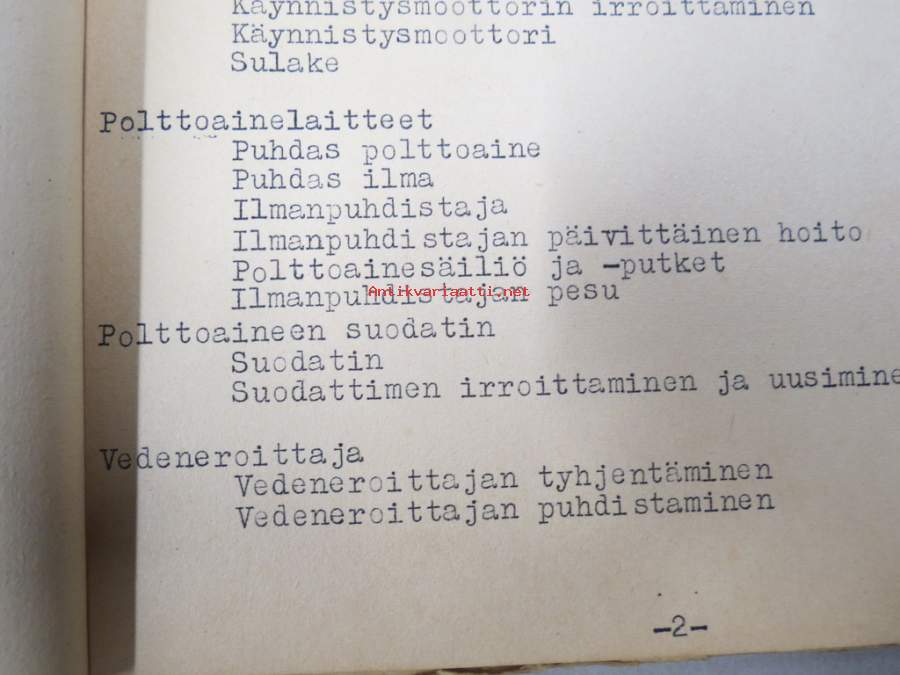 Käynnistysmoottorin irroittaminen
Käynnistysmoottori
Sulake
Polttoainelaitteet
Puhdas polttoaine
Puhdas ilma
Ilmanpuhdistaja
Ilmanpuhdistajan päivittäinen hoito
Polttoainesäiliö ja -putket
Ilmanpuhdistajan pesu
Antikvariaatti.net
Polttoaineen suodatin
Suodatin
Suodattimen irroittaminen ja uusimine
Vedeneroittaja
Vedeneroittajan tyhjentäminen
Vedeneroittajan puhdistaminen
-2-